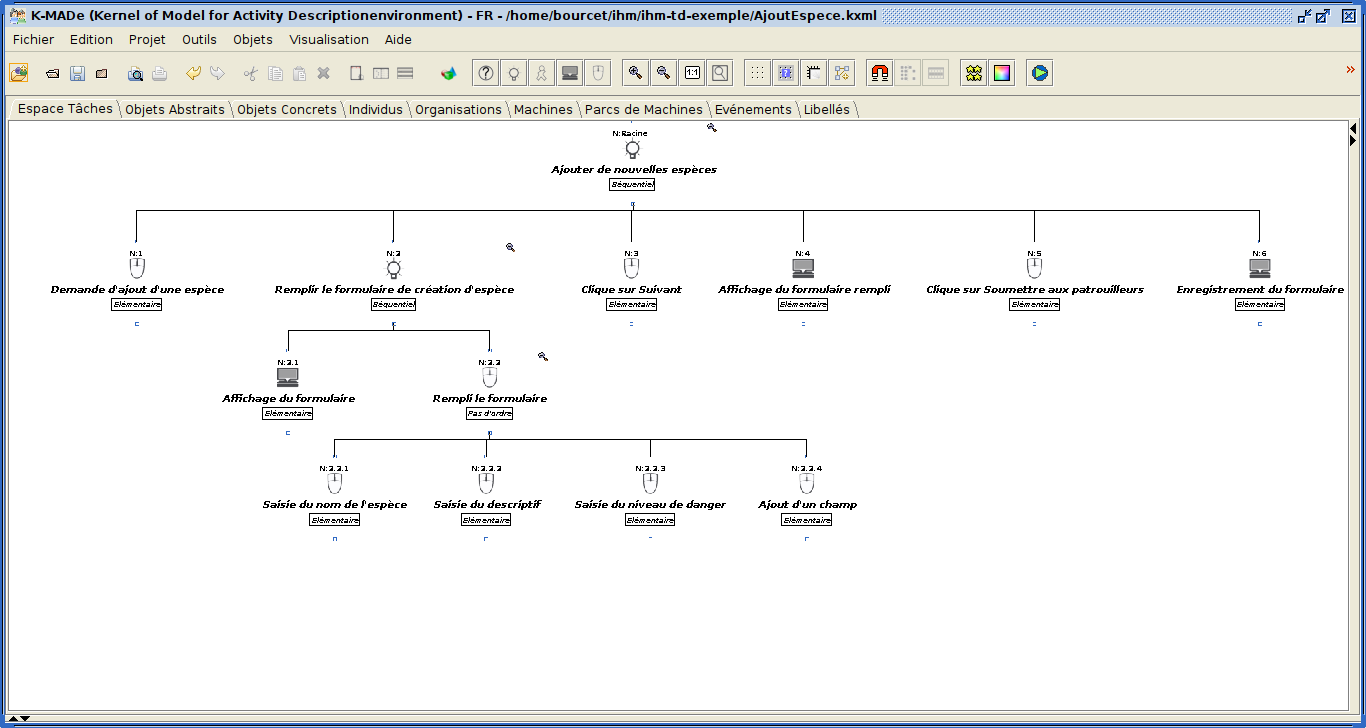 K-MADe (Kernel of Model for Activity Descriptionenvironment) - FR - /home/bourcet/ihm/ihm-td-exemple/AjoutEspece.kxml
Fichier Edition Projet Outils Objets Visualisation Aide
1:1
Espace Tâches Objets Abstraits Objets Concrets Individus Organisations Machines Parcs de Machines Evénements Libellés
N:Racine
Ajouter de nouvelles espèces
Séquentiel
N:1 N:2 N:3 N:4 N:5 N:6
Demande d'ajout d'une espèce Remplir le formulaire de création d'espèce Clique sur Suivant Affichage du formulaire rempli Clique sur Soumettre aux patrouilleurs Enregistrement du formulaire
Elémentaire Séquentiel Elémentaire Elémentaire Elémentaire Elémentaire
N:2.1 N:2.2
Affichage du formulaire Rempli le formulaire
Elémentaire Pas d'ordre
N:2.2.1 N:2.2.2 N:2.2.3 N:2.2.4
Saisie du nom de l'espèce Saisie du descriptif Saisie du niveau de danger Ajout d'un champ
Elémentaire Elémentaire Elémentaire Elémentaire